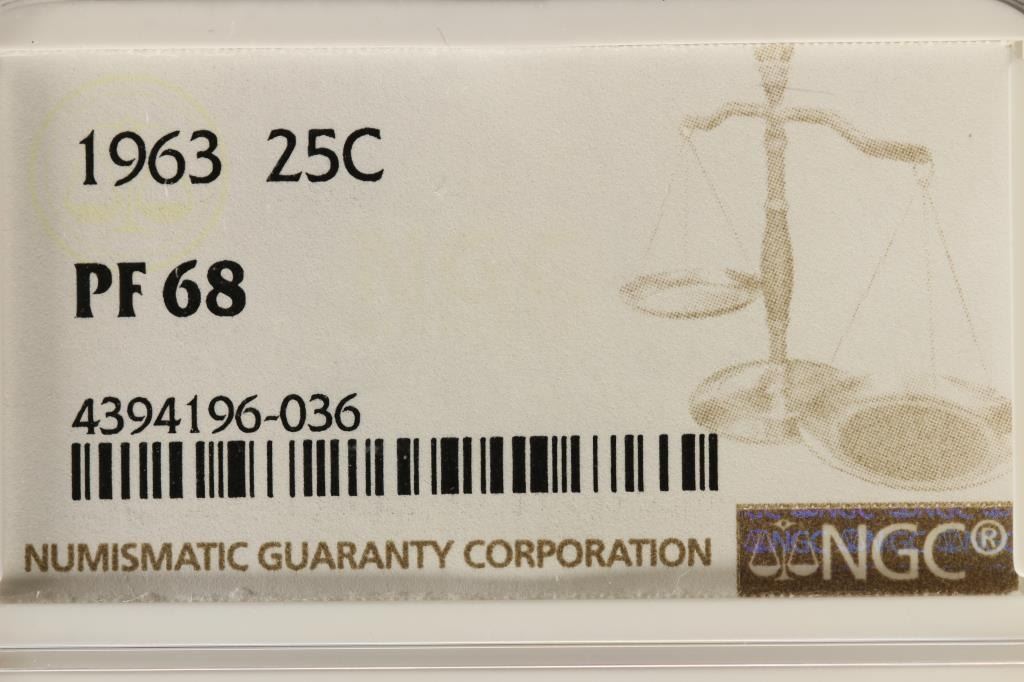 1963 25C
PF 68
4394196-036
NUMISMATIC GUARANTY CORPORATION
NGC®